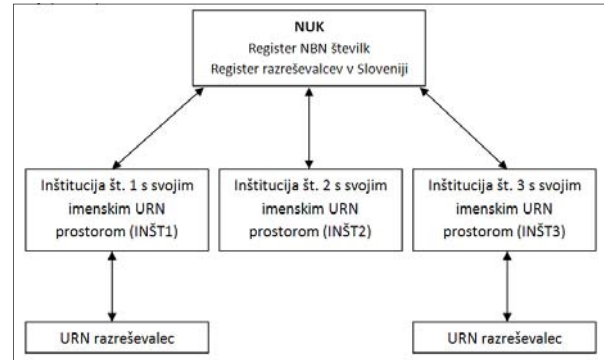 NUK
Register NBN številk
Register razreševalcev v Sloveniji
Inštitucija št. 1 s svojim
imenskim URN
prostorom (INŠT1)
Inštitucija št. 2 s svojim
imenskim URN
prostorom (INŠT2)
Inštitucija št. 3 s svojim
imenskim URN
prostorom (INŠT3)
URN razreševalec
URN razreševalec